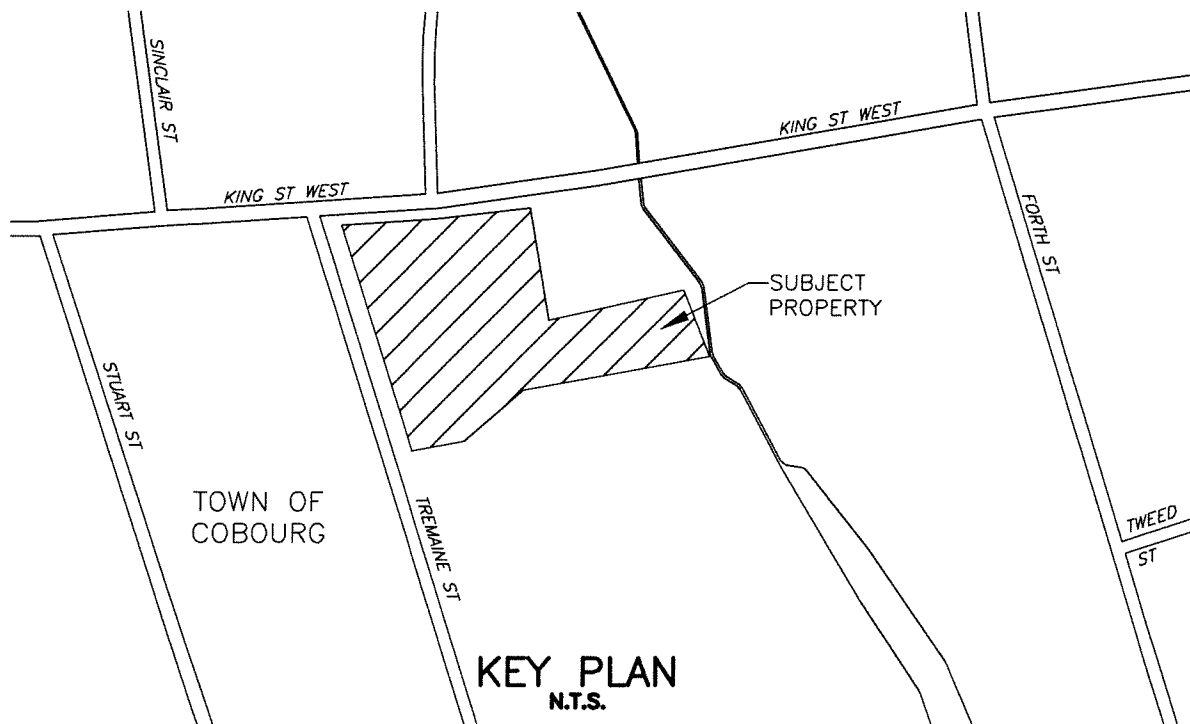 SINCLAIR ST
KING ST WEST
KING ST WEST
FORTH ST
SUBJECT
PROPERTY
STUART ST
TOWN OF
COBOURG
TREMAINE ST
TWEED
ST
KEY PLAN
N.T.S.